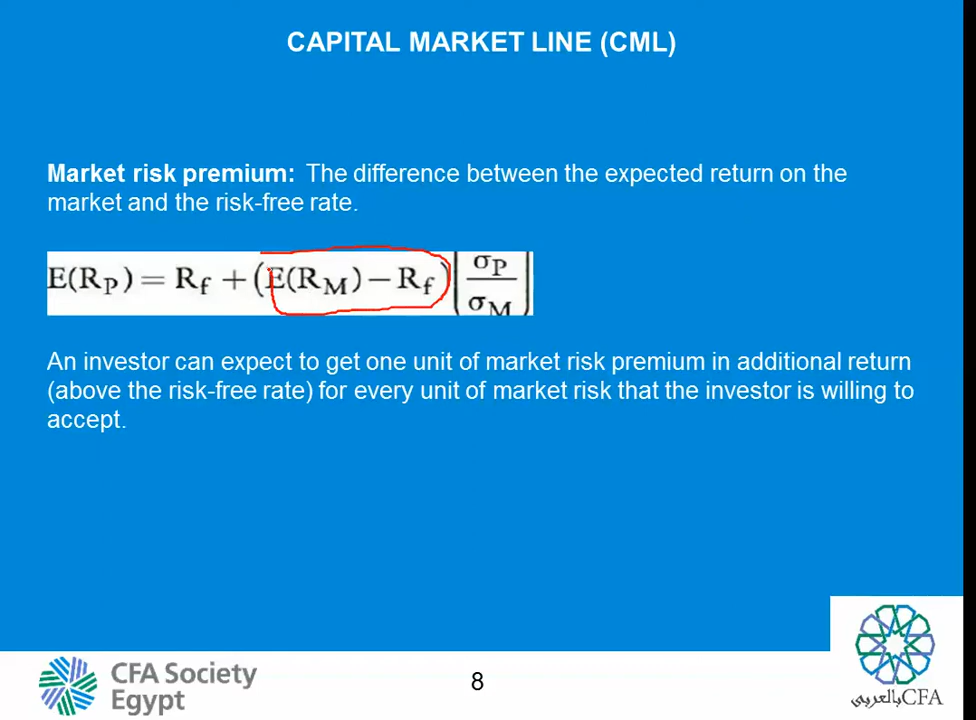 CAPITAL MARKET LINE (CML)
Market risk premium: The difference between the expected return on the
market and the risk-free rate.
E(RP) = Rf + (E(RM) − Rf) (σP/σM)
An investor can expect to get one unit of market risk premium in additional return
(above the risk-free rate) for every unit of market risk that the investor is willing to
accept.
CFA Society
Egypt
8
CFAبالعربي